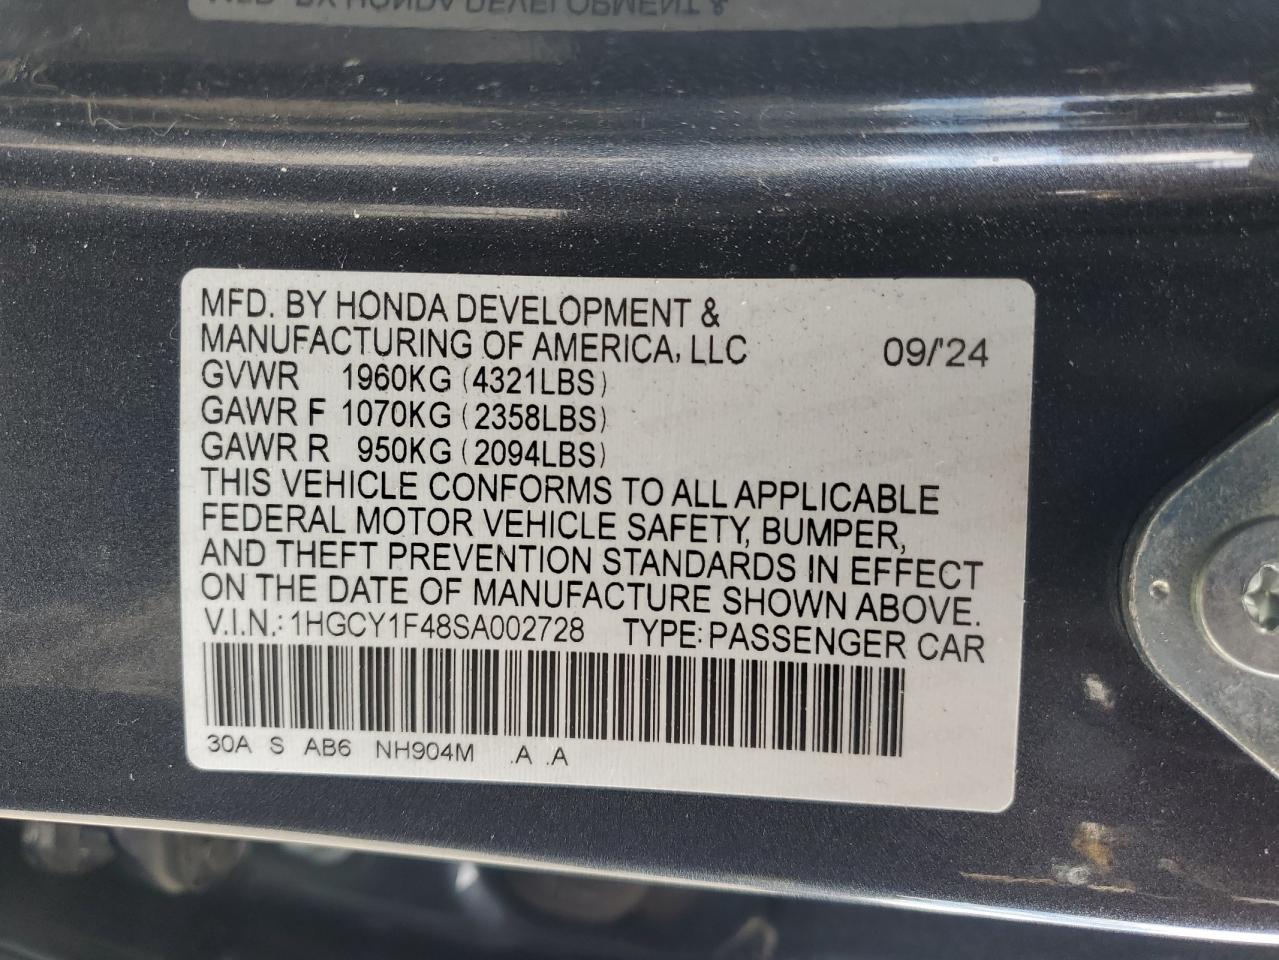 MFD. BY HONDA DEVELOPMENT &
MANUFACTURING OF AMERICA, LLC 09/'24
GVWR 1960KG (4321LBS)
GAWR F 1070KG (2358LBS)
GAWR R 950KG (2094LBS)
THIS VEHICLE CONFORMS TO ALL APPLICABLE
FEDERAL MOTOR VEHICLE SAFETY, BUMPER,
AND THEFT PREVENTION STANDARDS IN EFFECT
ON THE DATE OF MANUFACTURE SHOWN ABOVE.
V.I.N.: 1HGCY1F48SA002728 TYPE: PASSENGER CAR
30A S AB6 NH904M .A .A